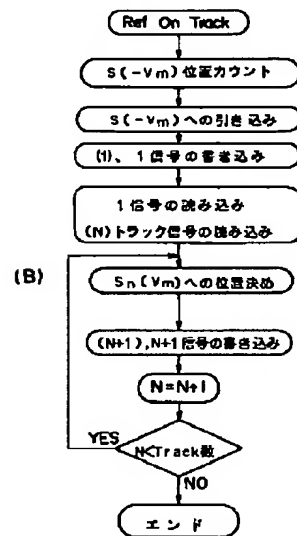 Ref On Track
S(-Vm)位置カウント
S(-Vm)への引き込み
(1)、1信号の書き込み
1信号の読み込み
(N)トラック信号の読み込み
(B)
Sn(Vm)への位置決め
(N+1),N+1信号の書き込み
N=N+1
YES
N<Track数
NO
エンド